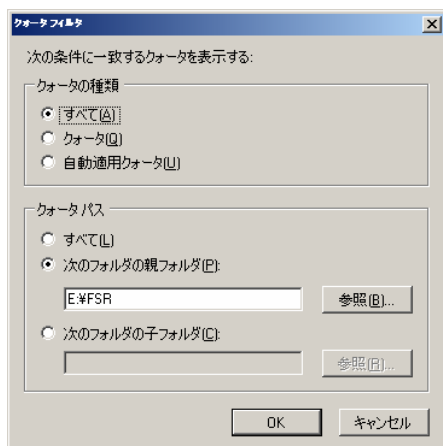 クォータ フィルタ
次の条件に一致するクォータを表示する:
クォータの種類
すべて(A)
クォータ(Q)
自動適用クォータ(U)
クォータ パス
すべて(L)
次のフォルダの親フォルダ(P):
E:¥FSR
参照(B)...
次のフォルダの子フォルダ(C):
参照(R)...
OK
キャンセル